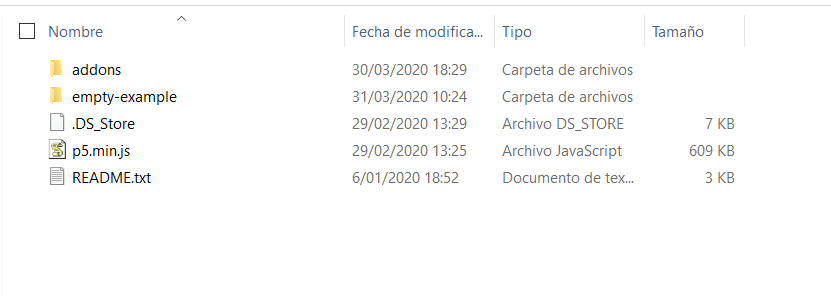 Nombre Fecha de modifica... Tipo Tamaño
addons 30/03/2020 18:29 Carpeta de archivos
empty-example 31/03/2020 10:24 Carpeta de archivos
.DS_Store 29/02/2020 13:29 Archivo DS_STORE 7 KB
p5.min.js 29/02/2020 13:25 Archivo JavaScript 609 KB
README.txt 6/01/2020 18:52 Documento de tex... 3 KB